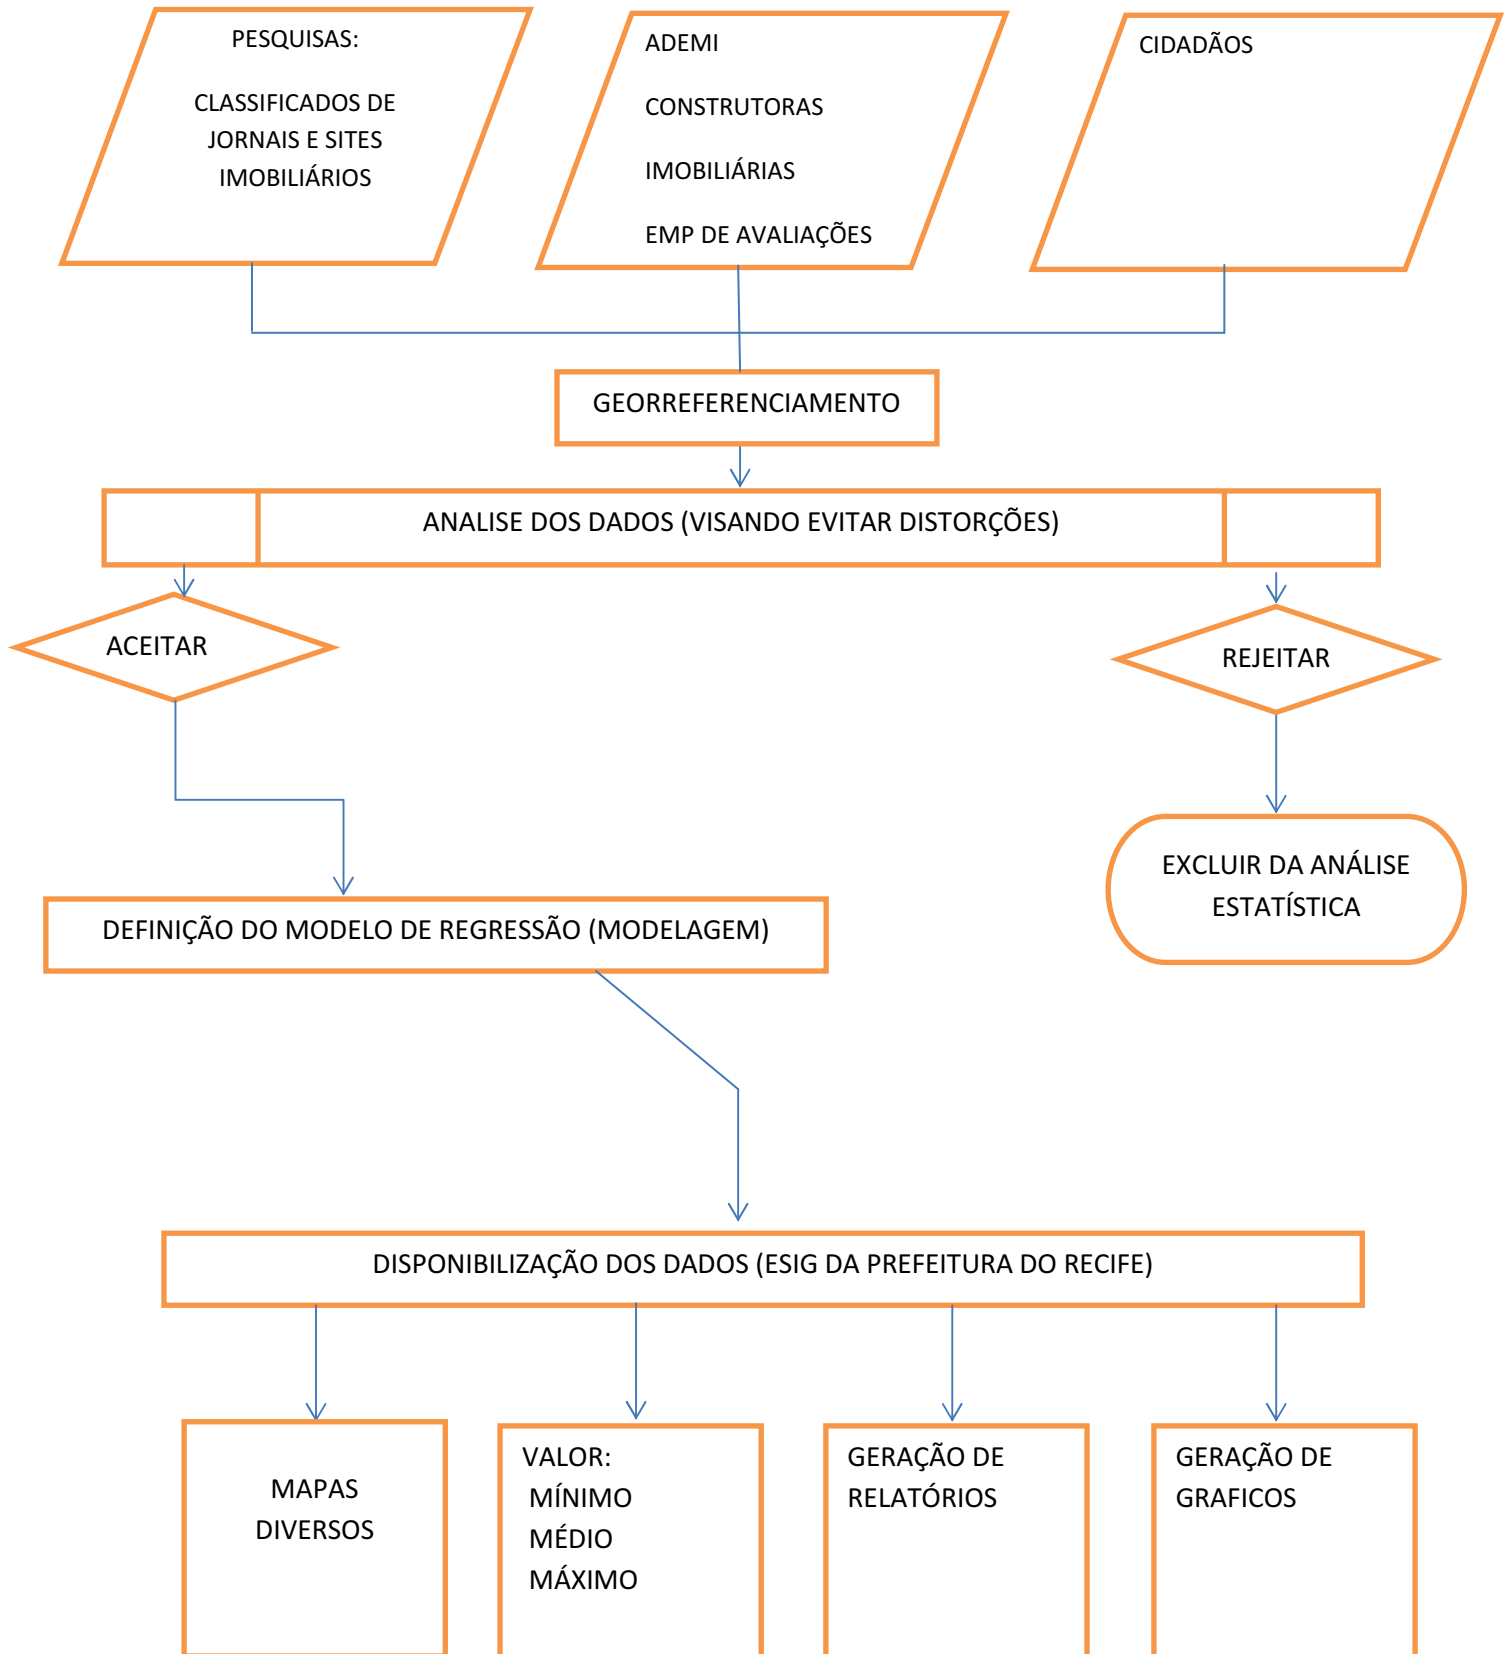 PESQUISAS:
CLASSIFICADOS DE
JORNAIS E SITES
IMOBILIÁRIOS
ADEMI
CONSTRUTORAS
IMOBILIÁRIAS
EMP DE AVALIAÇÕES
CIDADÃOS
GEORREFERENCIAMENTO
ANALISE DOS DADOS (VISANDO EVITAR DISTORÇÕES)
ACEITAR
REJEITAR
EXCLUIR DA ANÁLISE
ESTATÍSTICA
DEFINIÇÃO DO MODELO DE REGRESSÃO (MODELAGEM)
DISPONIBILIZAÇÃO DOS DADOS (ESIG DA PREFEITURA DO RECIFE)
MAPAS
DIVERSOS
VALOR:
MÍNIMO
MÉDIO
MÁXIMO
GERAÇÃO DE
RELATÓRIOS
GERAÇÃO DE
GRAFICOS